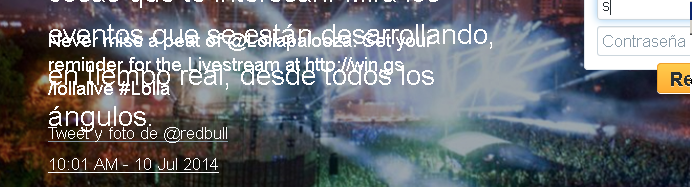 cosas que te interesan. Mira los
eventos que se están desarrollando,
en tiempo real, desde todos los
ángulos.
Never miss a beat of @Lollapalooza. Set your
reminder for the Livestream at http://win.gs
/lollalive #Lolla
Tweet y foto de @redbull
10:01 AM - 10 Jul 2014
s
Contraseña
Re